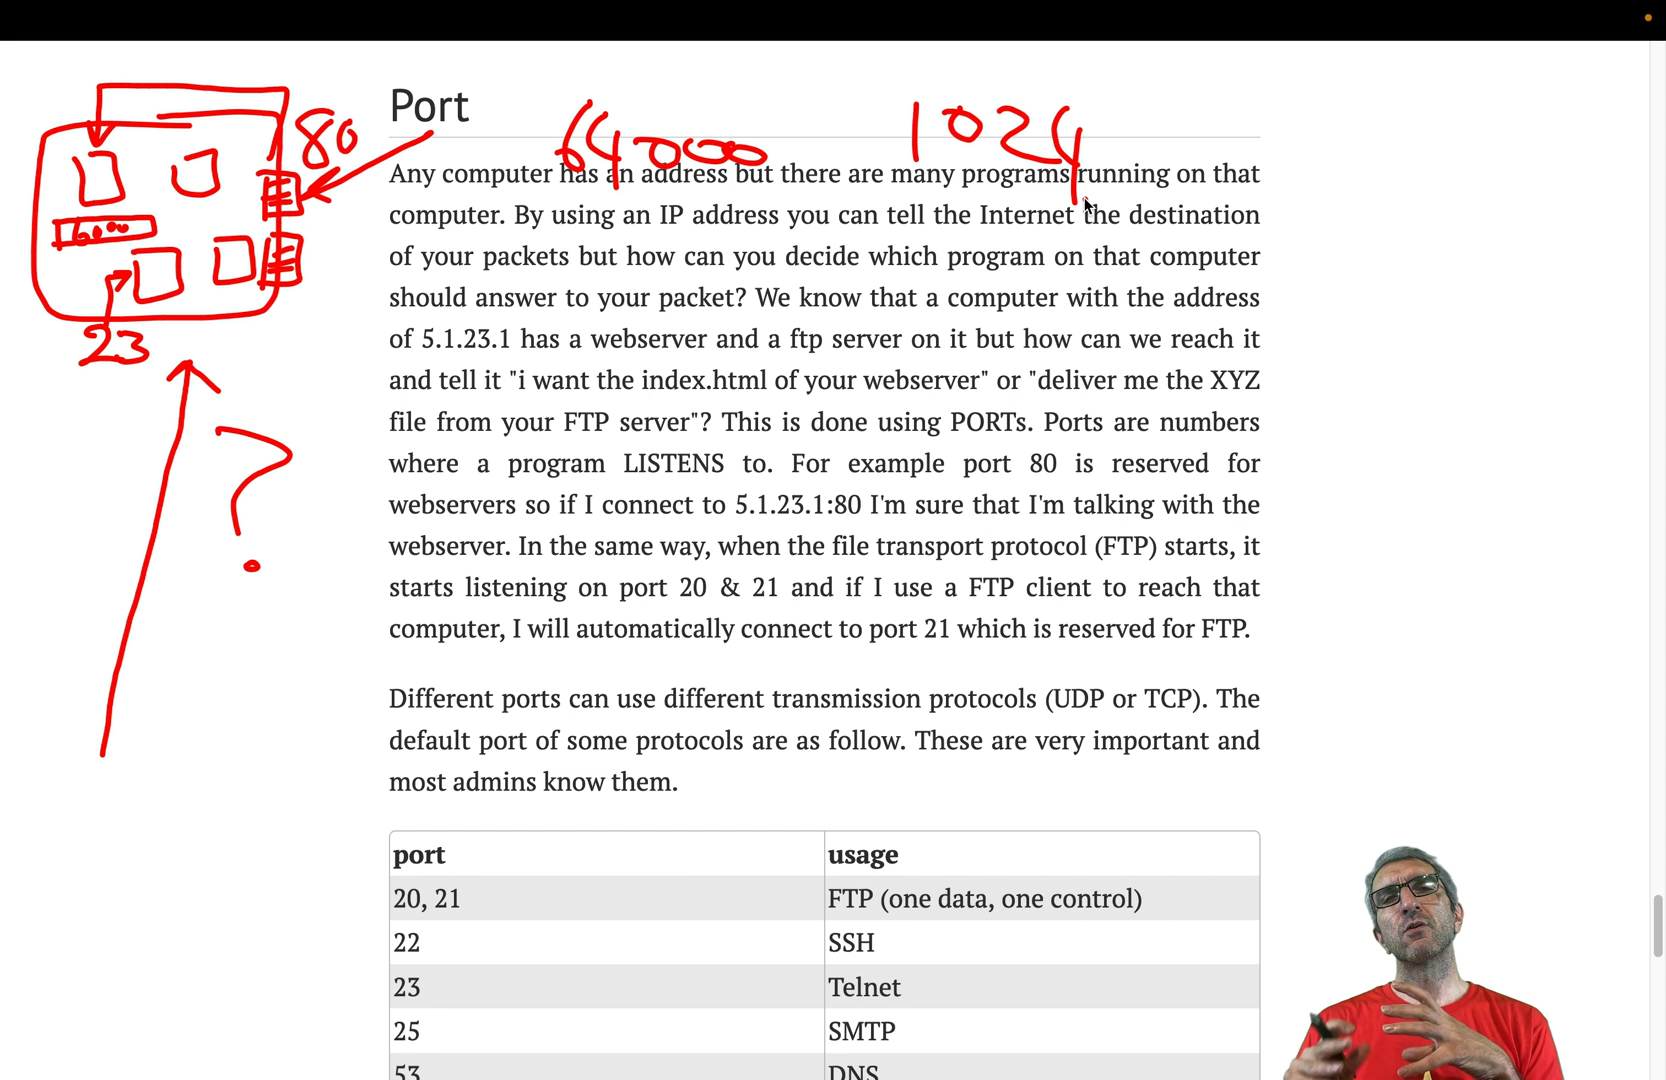 Port
64000
1024
80
Any computer has an address but there are many programs running on that
computer. By using an IP address you can tell the Internet the destination
of your packets but how can you decide which program on that computer
should answer to your packet? We know that a computer with the address
of 5.1.23.1 has a webserver and a ftp server on it but how can we reach it
and tell it "i want the index.html of your webserver" or "deliver me the XYZ
file from your FTP server"? This is done using PORTs. Ports are numbers
where a program LISTENS to. For example port 80 is reserved for
webservers so if I connect to 5.1.23.1:80 I'm sure that I'm talking with the
webserver. In the same way, when the file transport protocol (FTP) starts, it
starts listening on port 20 & 21 and if I use a FTP client to reach that
computer, I will automatically connect to port 21 which is reserved for FTP.
23
?
Different ports can use different transmission protocols (UDP or TCP). The
default port of some protocols are as follow. These are very important and
most admins know them.
port usage
20, 21 FTP (one data, one control)
22 SSH
23 Telnet
25 SMTP
53 DNS